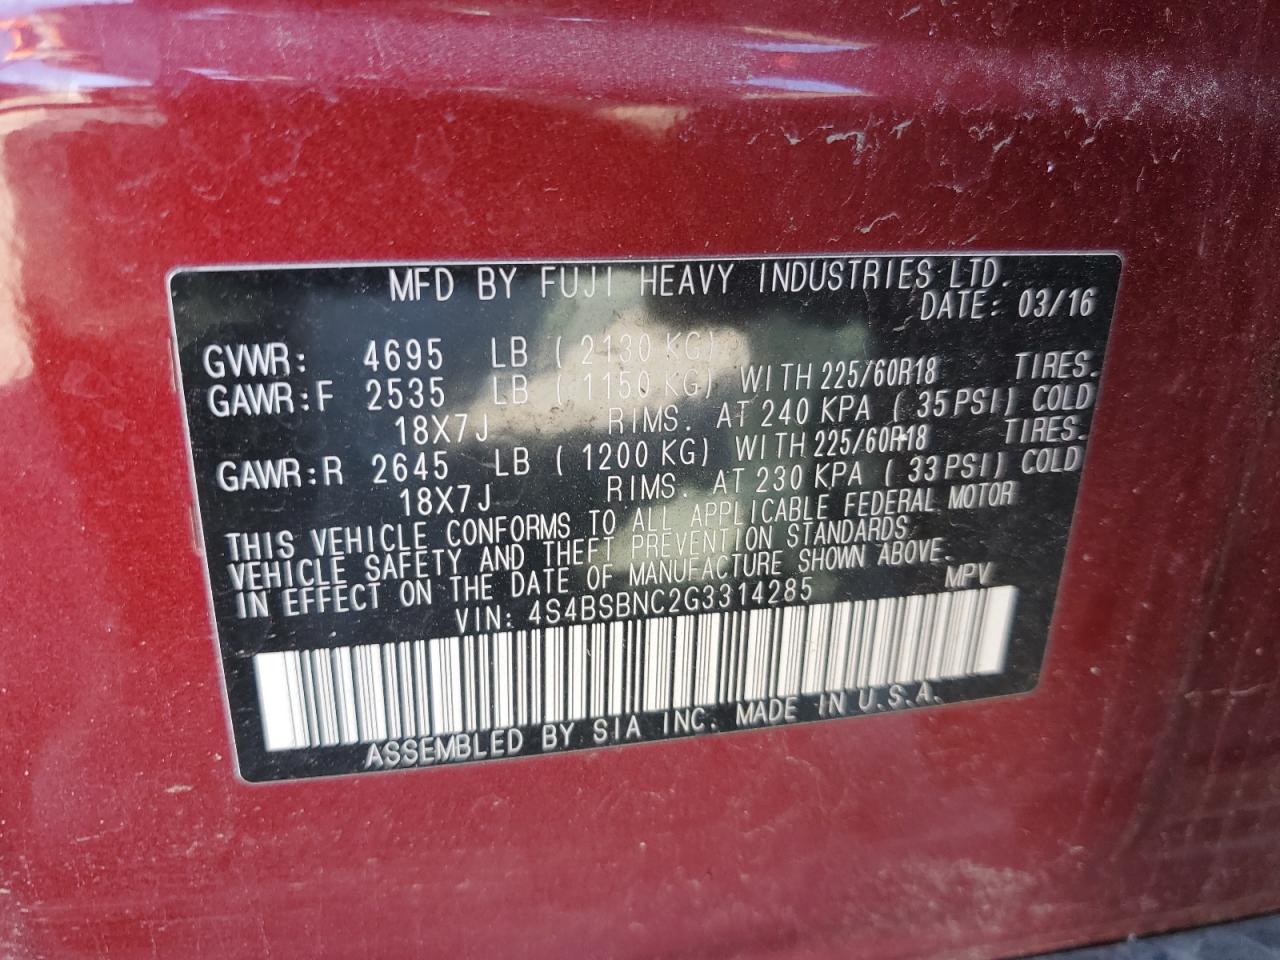 MFD BY FUJI HEAVY INDUSTRIES LTD.
DATE: 03/16
GVWR: 4695 LB ( 2130 KG)
GAWR:F 2535 LB ( 1150 KG) WITH 225/60R18 TIRES.
18X7J RIMS. AT 240 KPA ( 35 PSI) COLD
GAWR:R 2645 LB ( 1200 KG) WITH 225/60R18 TIRES.
18X7J RIMS. AT 230 KPA ( 33 PSI) COLD
THIS VEHICLE CONFORMS TO ALL APPLICABLE FEDERAL MOTOR
VEHICLE SAFETY AND THEFT PREVENTION STANDARDS
IN EFFECT ON THE DATE OF MANUFACTURE SHOWN ABOVE.
VIN: 4S4BSBNC2G3314285 MPV
ASSEMBLED BY SIA INC. MADE IN U.S.A.